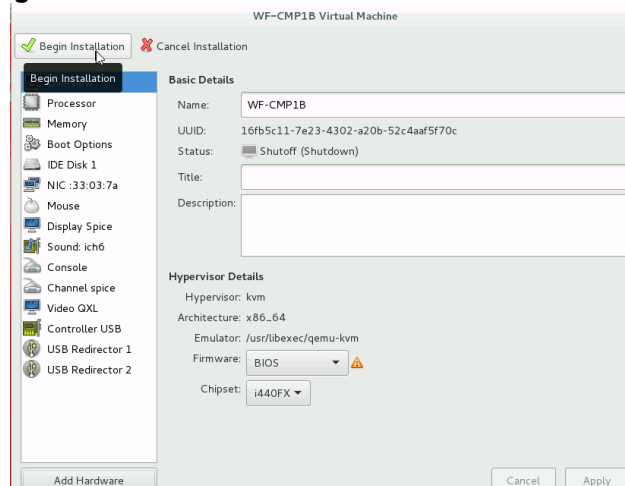 WF-CMP1B Virtual Machine
Begin Installation Cancel Installation
Begin Installation
Processor
Memory
Boot Options
IDE Disk 1
NIC :33:03:7a
Mouse
Display Spice
Sound: ich6
Console
Channel spice
Video QXL
Controller USB
USB Redirector 1
USB Redirector 2
Add Hardware
Basic Details
Name: WF-CMP1B
UUID: 16fb5c11-7e23-4302-a20b-52c4aaf5f70c
Status: Shutoff (Shutdown)
Title:
Description:
Hypervisor Details
Hypervisor: kvm
Architecture: x86_64
Emulator: /usr/libexec/qemu-kvm
Firmware: BIOS
Chipset: i440FX
Cancel Apply